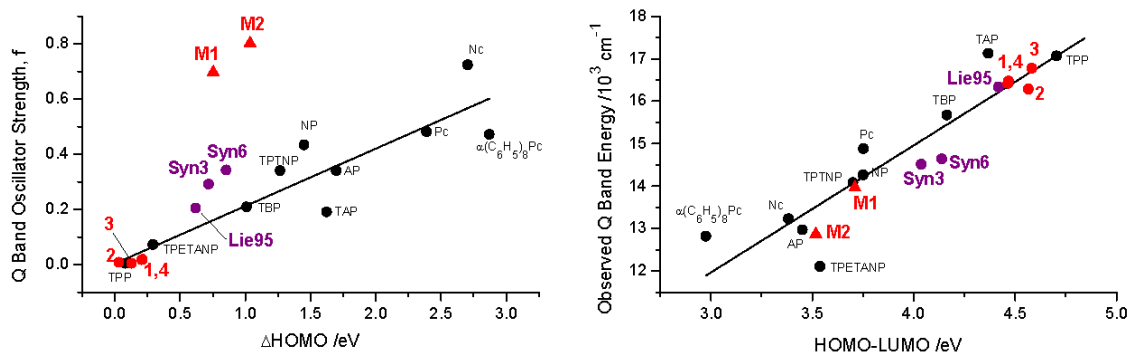 Q Band Oscillator Strength, f
0.8
0.6
0.4
0.2
0.0
M1
M2
Nc
NP
Pc
α(C₆H₅)₈Pc
Syn6
TPTNP
AP
Syn3
TBP
TAP
Lie95
3
TPETANP
2
1,4
TPP
0.0 0.5 1.0 1.5 2.0 2.5 3.0
ΔHOMO /eV
Observed Q Band Energy /10³ cm⁻¹
17
16
15
14
13
12
TAP
3
1,4
TPP
Lie95
2
TBP
Pc
Syn6
NP
TPTNP
Syn3
M1
Nc
α(C₆H₅)₈Pc
M2
AP
TPETANP
3.0 3.5 4.0 4.5 5.0
HOMO-LUMO /eV